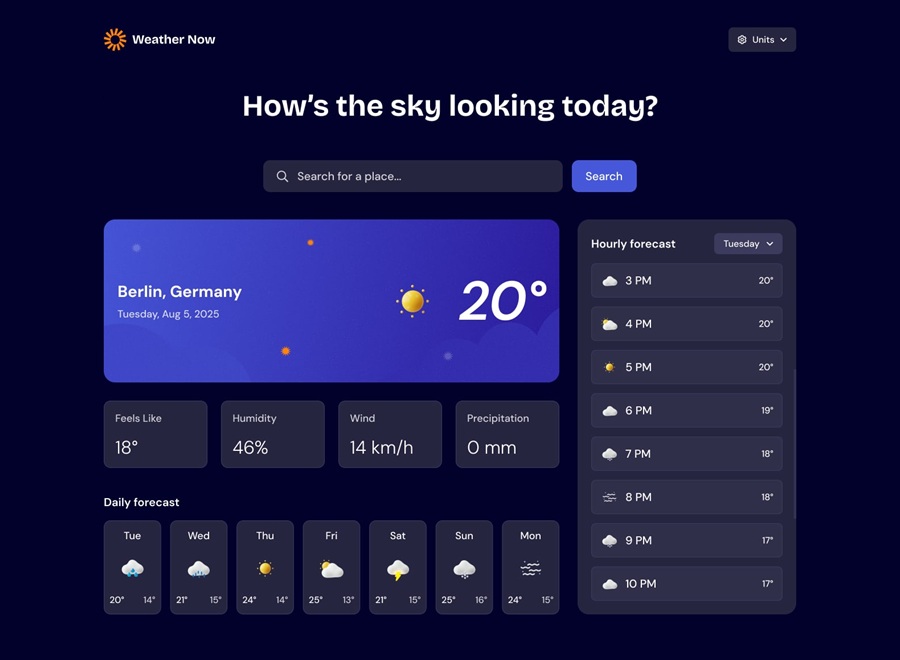 Weather Now
Units
How's the sky looking today?
Search for a place...
Search
Berlin, Germany
Tuesday, Aug 5, 2025
20°
Feels Like
18°
Humidity
46%
Wind
14 km/h
Precipitation
0 mm
Daily forecast
Tue
20° 14°
Wed
21° 15°
Thu
24° 14°
Fri
25° 13°
Sat
21° 15°
Sun
25° 16°
Mon
24° 15°
Hourly forecast
Tuesday
3 PM 20°
4 PM 20°
5 PM 20°
6 PM 19°
7 PM 18°
8 PM 18°
9 PM 17°
10 PM 17°